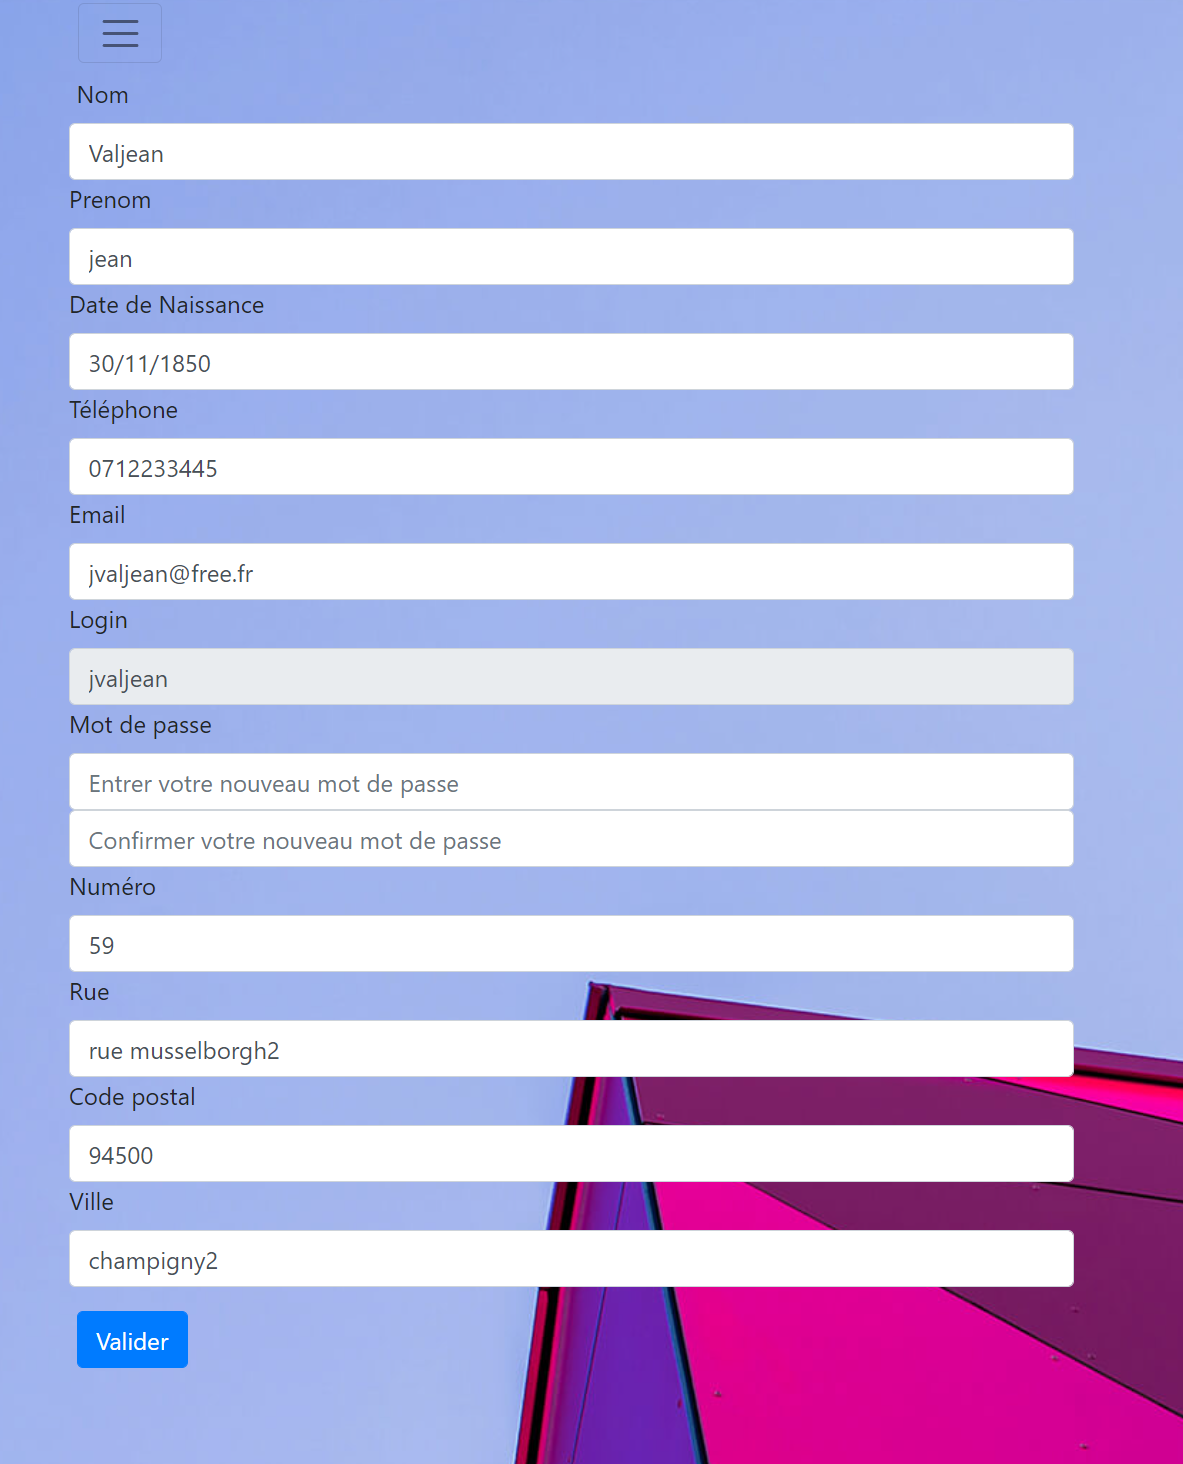 Nom
Valjean
Prenom
jean
Date de Naissance
30/11/1850
Téléphone
0712233445
Email
jvaljean@free.fr
Login
jvaljean
Mot de passe
Entrer votre nouveau mot de passe
Confirmer votre nouveau mot de passe
Numéro
59
Rue
rue musselborgh2
Code postal
94500
Ville
champigny2
Valider